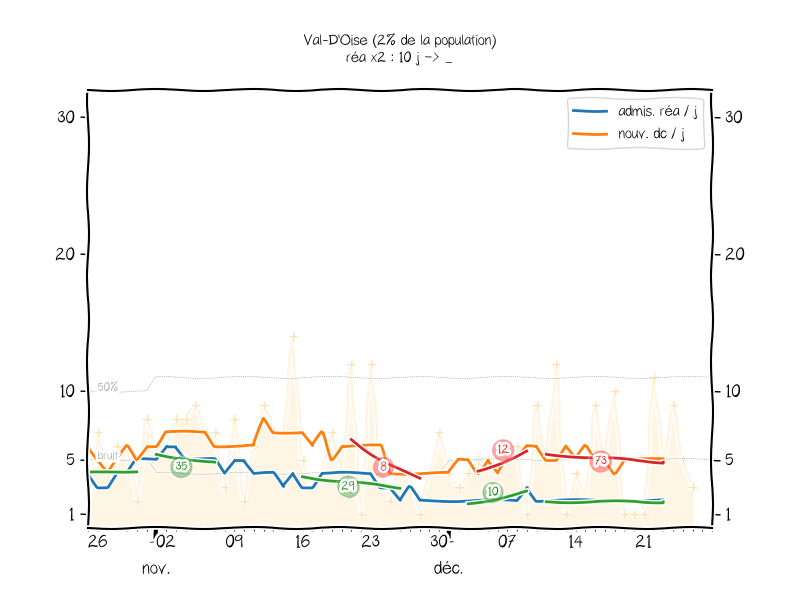 Val-D'Oise (2% de la population)
réa x2 : 10 j -> _
admis. réa / j
nouv. dc / j
30
30
20
20
10
10
5
5
1
1
50%
bruit
35
29
8
10
12
73
26 02 09 16 23 30 07 14 21
nov. déc.